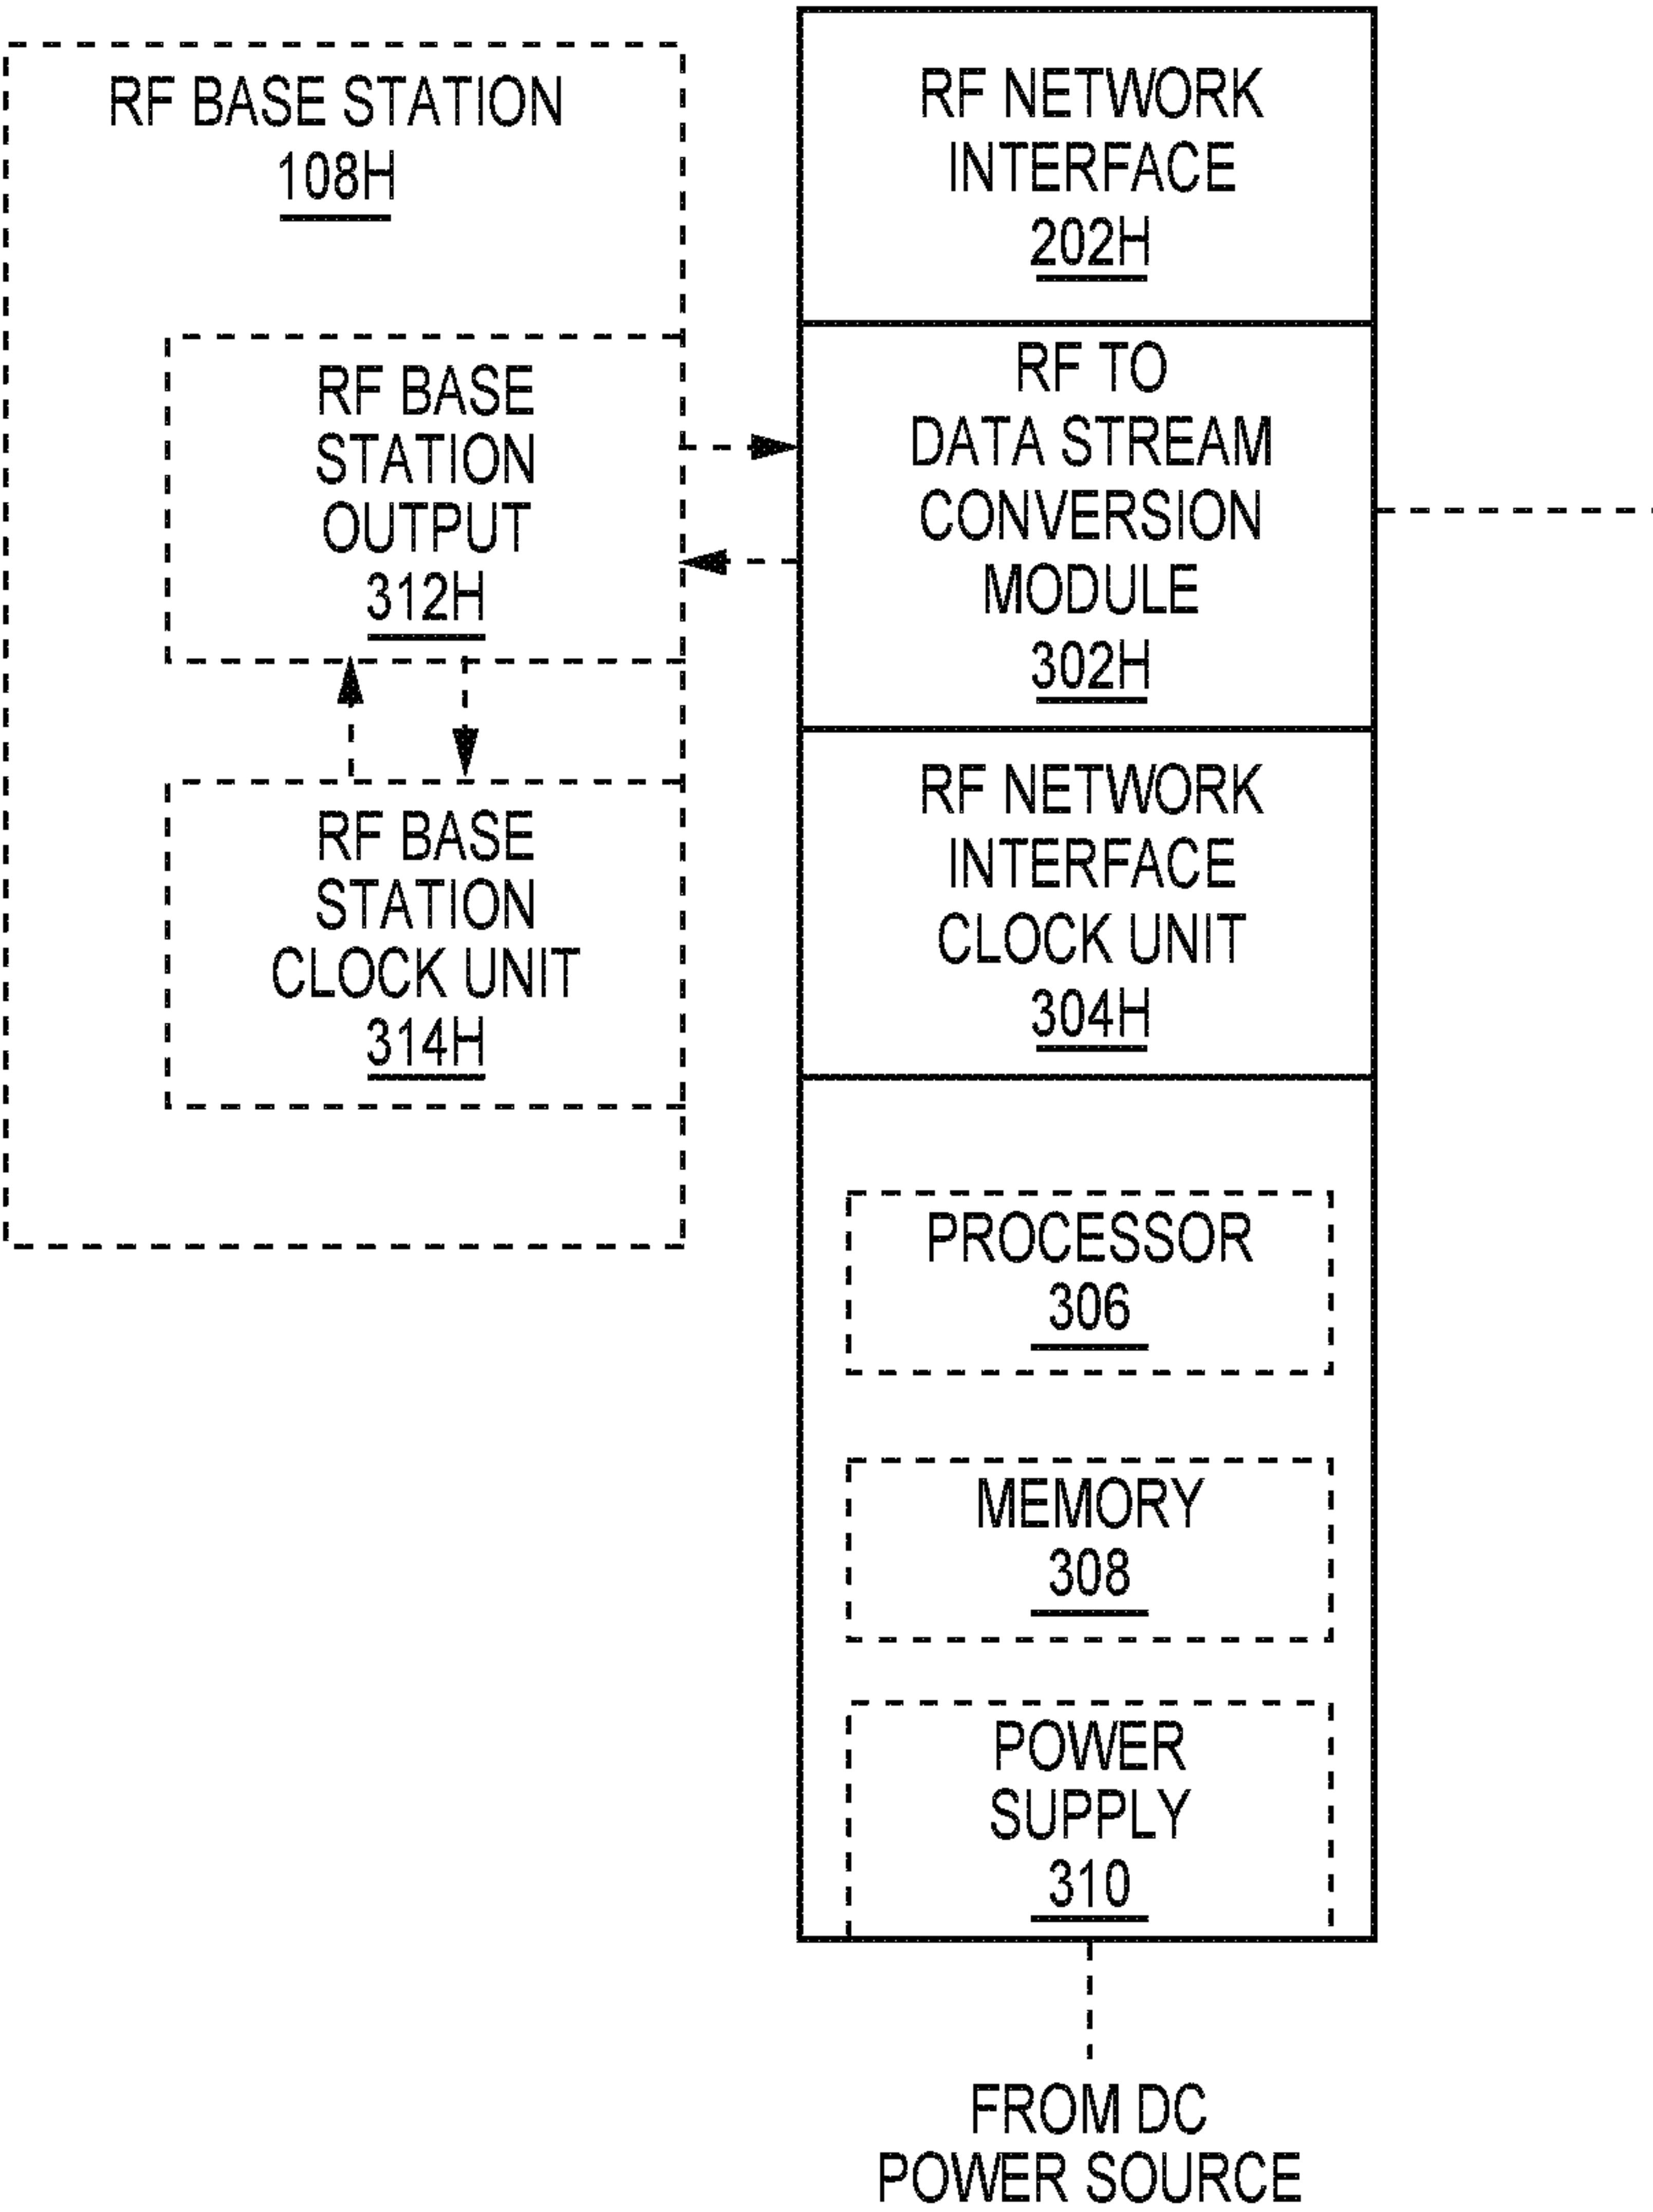 RF BASE STATION
108H
RF BASE
STATION
OUTPUT
312H
RF BASE
STATION
CLOCK UNIT
314H
RF NETWORK
INTERFACE
202H
RF TO
DATA STREAM
CONVERSION
MODULE
302H
RF NETWORK
INTERFACE
CLOCK UNIT
304H
PROCESSOR
306
MEMORY
308
POWER
SUPPLY
310
FROM DC
POWER SOURCE